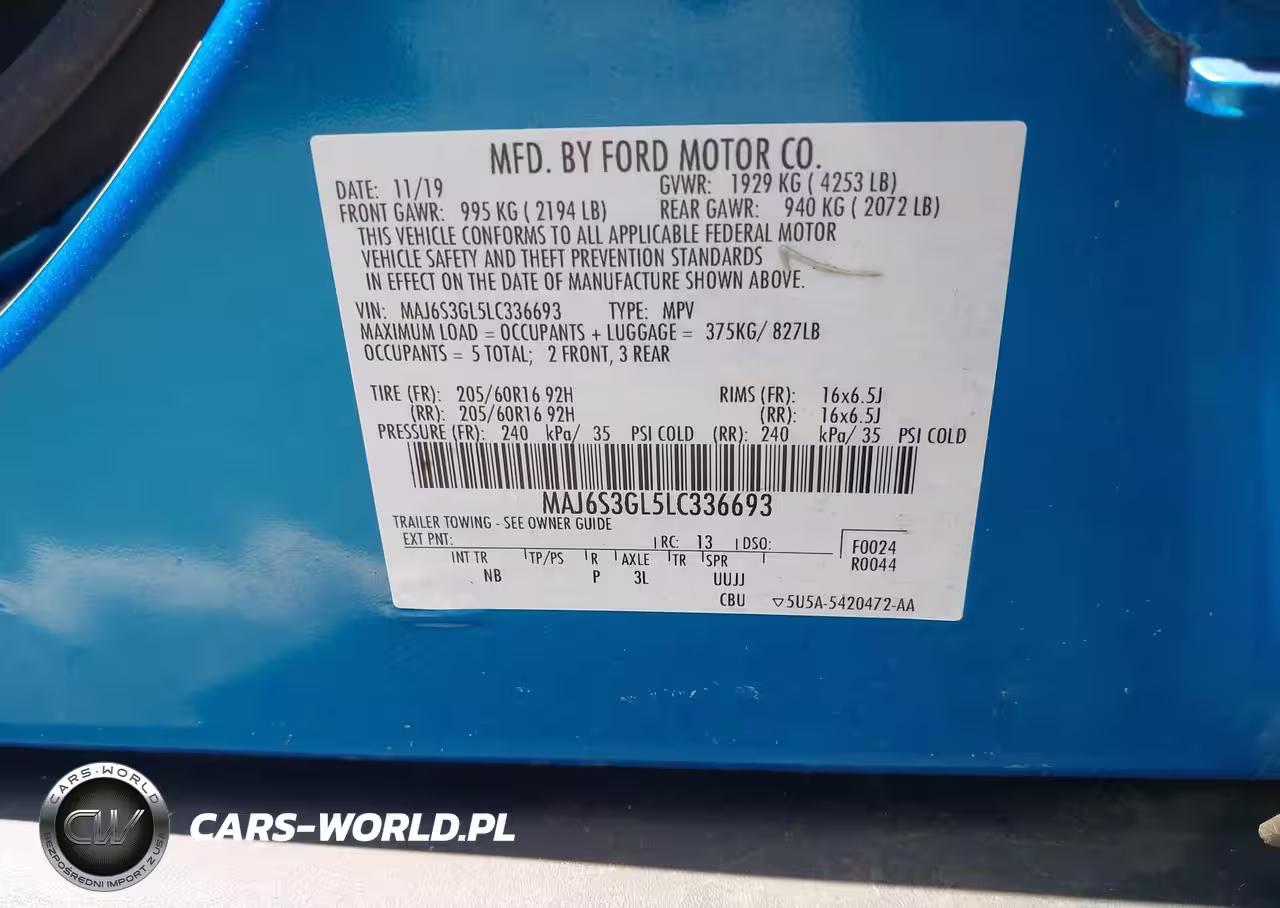 MFD. BY FORD MOTOR CO.
DATE: 11/19 GVWR: 1929 KG ( 4253 LB)
FRONT GAWR: 995 KG ( 2194 LB) REAR GAWR: 940 KG ( 2072 LB)
THIS VEHICLE CONFORMS TO ALL APPLICABLE FEDERAL MOTOR
VEHICLE SAFETY AND THEFT PREVENTION STANDARDS
IN EFFECT ON THE DATE OF MANUFACTURE SHOWN ABOVE.
VIN: MAJ6S3GL5LC336693 TYPE: MPV
MAXIMUM LOAD = OCCUPANTS + LUGGAGE = 375KG/ 827LB
OCCUPANTS = 5 TOTAL; 2 FRONT, 3 REAR
TIRE (FR): 205/60R16 92H RIMS (FR): 16x6.5J
(RR): 205/60R16 92H (RR): 16x6.5J
PRESSURE (FR): 240 kPa/ 35 PSI COLD (RR): 240 kPa/ 35 PSI COLD
MAJ6S3GL5LC336693
TRAILER TOWING - SEE OWNER GUIDE
EXT PNT: RC: 13 DSO: F0024
INT TR TP/PS R AXLE TR SPR R0044
NB P 3L UUJJ
CBU ▽5U5A-5420472-AA
CARS-WORLD
CW
BEZPOŚREDNI IMPORT Z USA
CARS-WORLD.PL